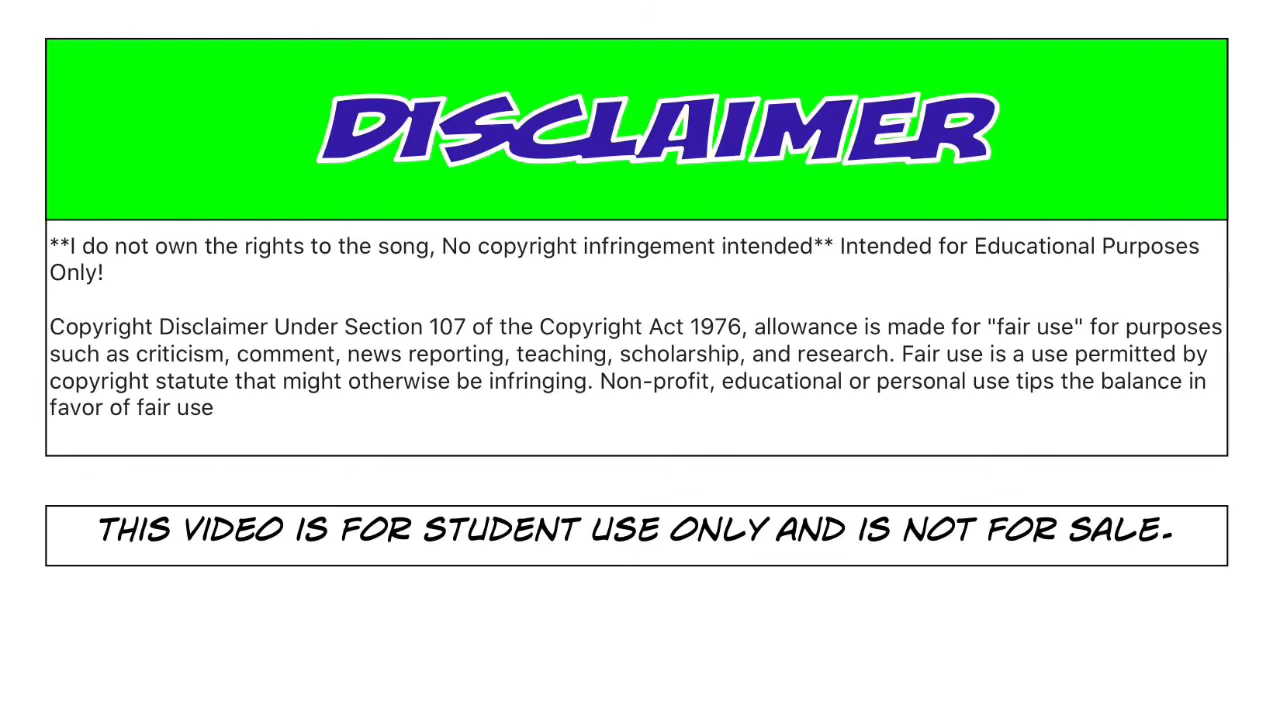 DISCLAIMER
**I do not own the rights to the song, No copyright infringement intended** Intended for Educational Purposes
Only!
Copyright Disclaimer Under Section 107 of the Copyright Act 1976, allowance is made for "fair use" for purposes
such as criticism, comment, news reporting, teaching, scholarship, and research. Fair use is a use permitted by
copyright statute that might otherwise be infringing. Non-profit, educational or personal use tips the balance in
favor of fair use
THIS VIDEO IS FOR STUDENT USE ONLY AND IS NOT FOR SALE.